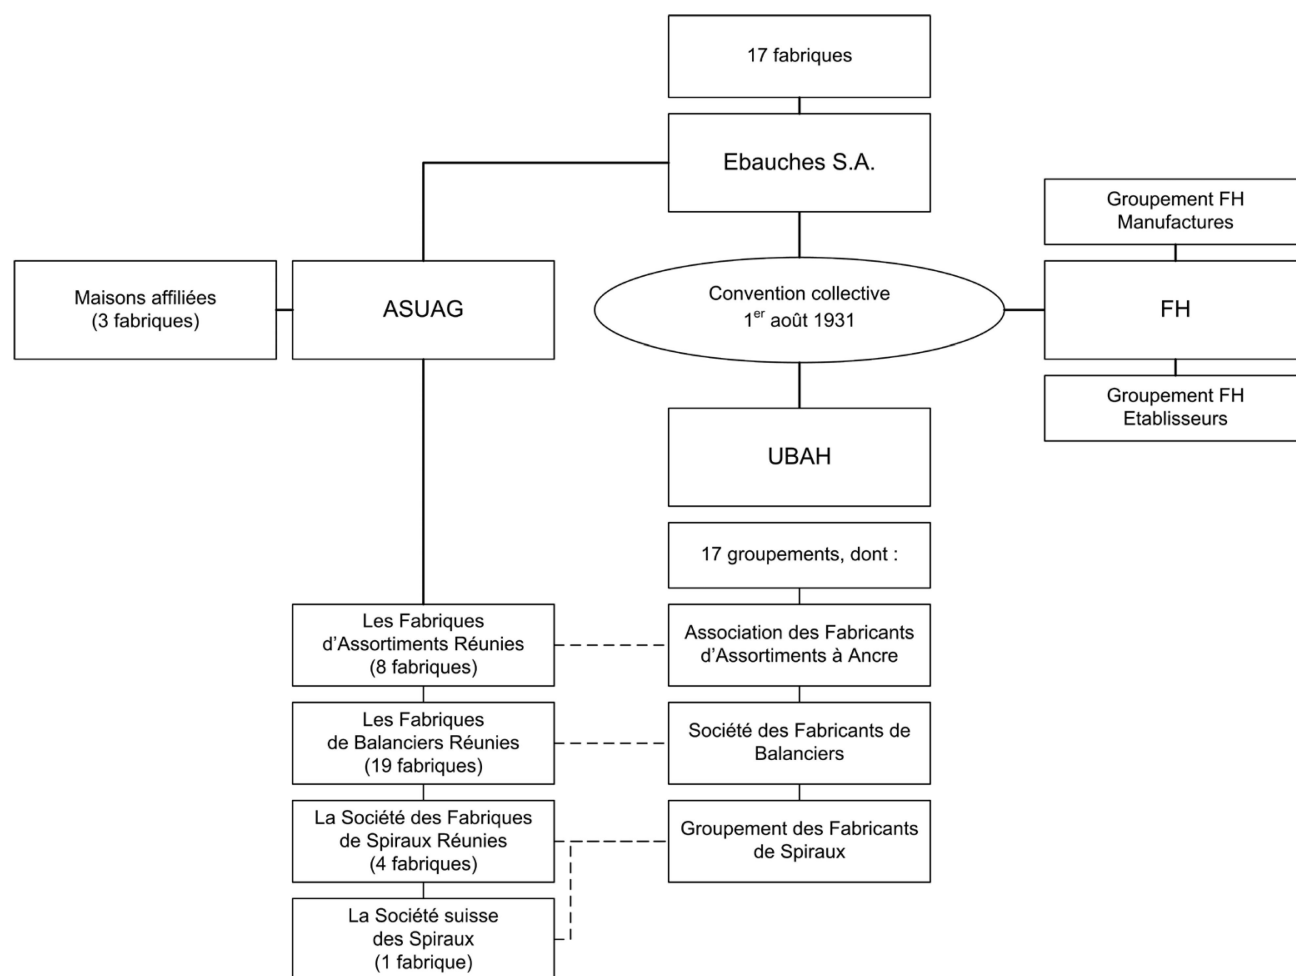 17 fabriques
Ebauches S.A.
Groupement FH
Manufactures
Maisons affiliées
(3 fabriques)
ASUAG
Convention collective
1er août 1931
FH
Groupement FH
Etablisseurs
UBAH
17 groupements, dont :
Les Fabriques
d’Assortiments Réunies
(8 fabriques)
Association des Fabricants
d’Assortiments à Ancre
Les Fabriques
de Balanciers Réunies
(19 fabriques)
Société des Fabricants de
Balanciers
La Société des Fabriques
de Spiraux Réunies
(4 fabriques)
Groupement des Fabricants
de Spiraux
La Société suisse
des Spiraux
(1 fabrique)